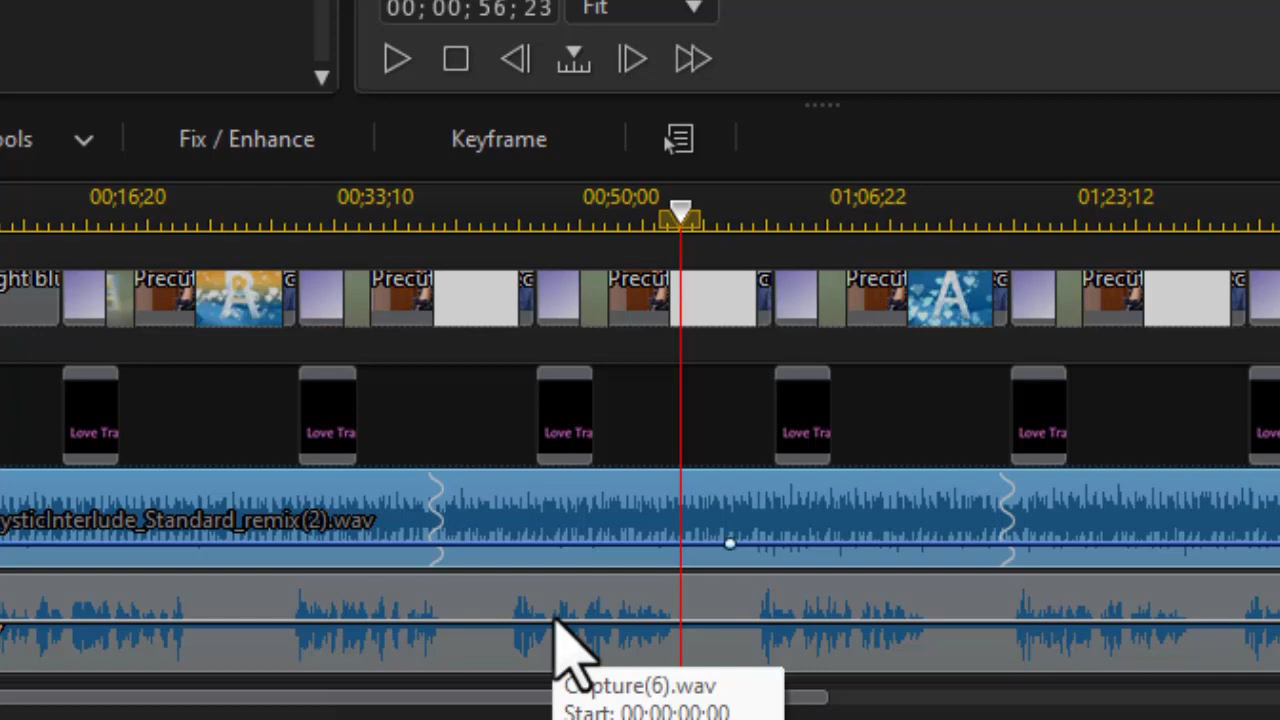 00; 00; 56; 23
Fit
ools
Fix / Enhance
Keyframe
00;16;20
00;33;10
00;50;00
01;06;22
01;23;12
ght blu
Precut
R
Precut
Precut
Precut
A
Precut
Love Tra
Love Tra
Love Tra
Love Tra
Love Tra
Love
ysticInterlude_Standard_remix(2).wav
Capture(6).wav
Start: 00:00:00:00